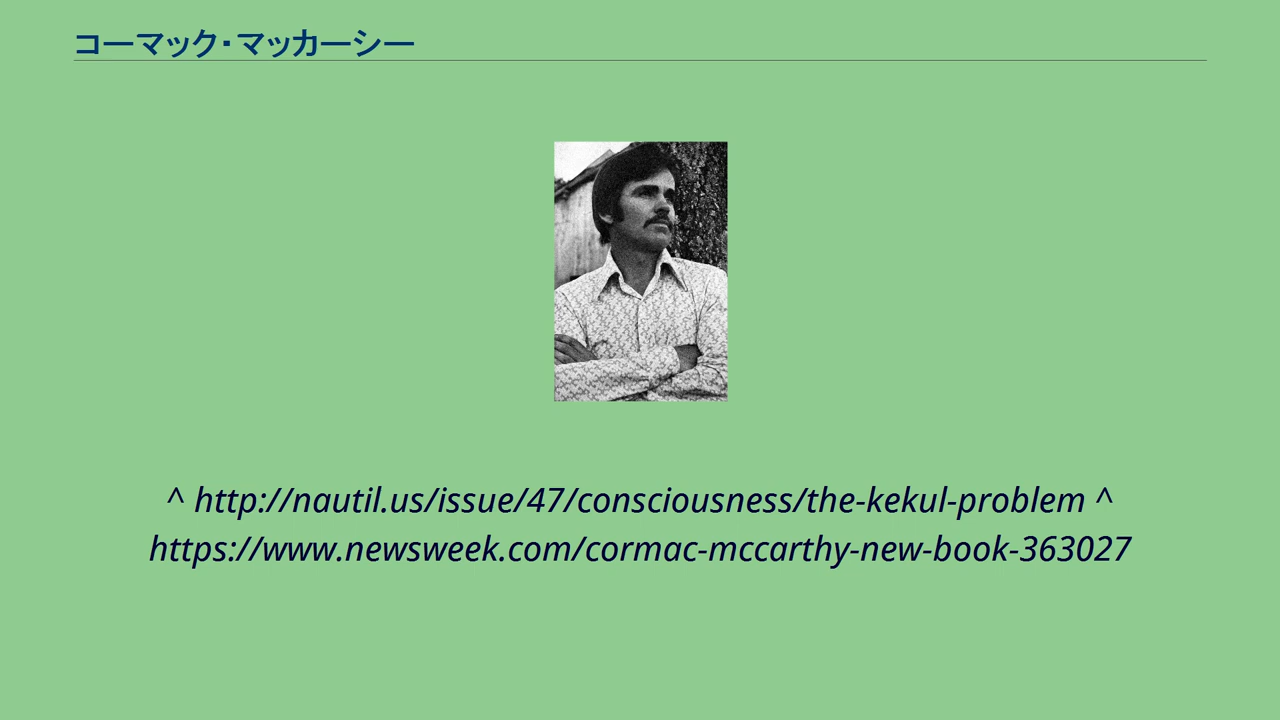 コーマック・マッカーシー
^ http://nautil.us/issue/47/consciousness/the-kekul-problem ^
https://www.newsweek.com/cormac-mccarthy-new-book-363027